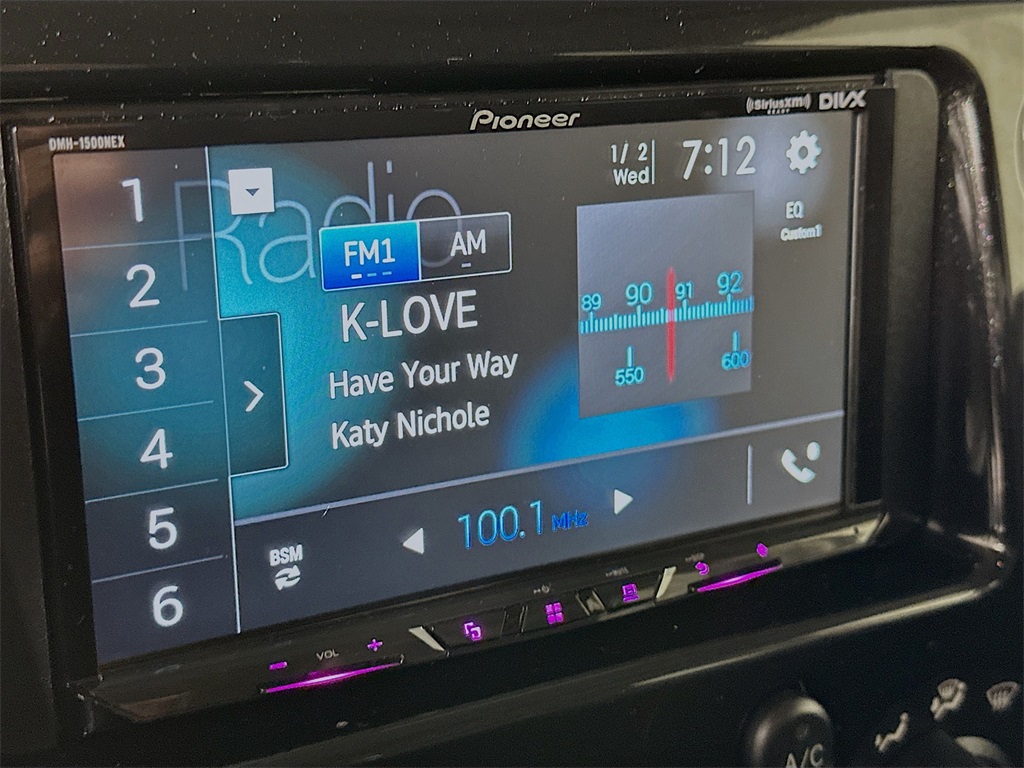 Pioneer
((SiriusXM))
DIVX
DMH-1500NEX
Radio
1/ 2
Wed
7:12
1
2
3
4
5
6
FM1
AM
EQ
Custom1
K-LOVE
Have Your Way
Katy Nichole
89 90 91 92
550 600
100.1 MHz
BSM
- VOL +
A/C